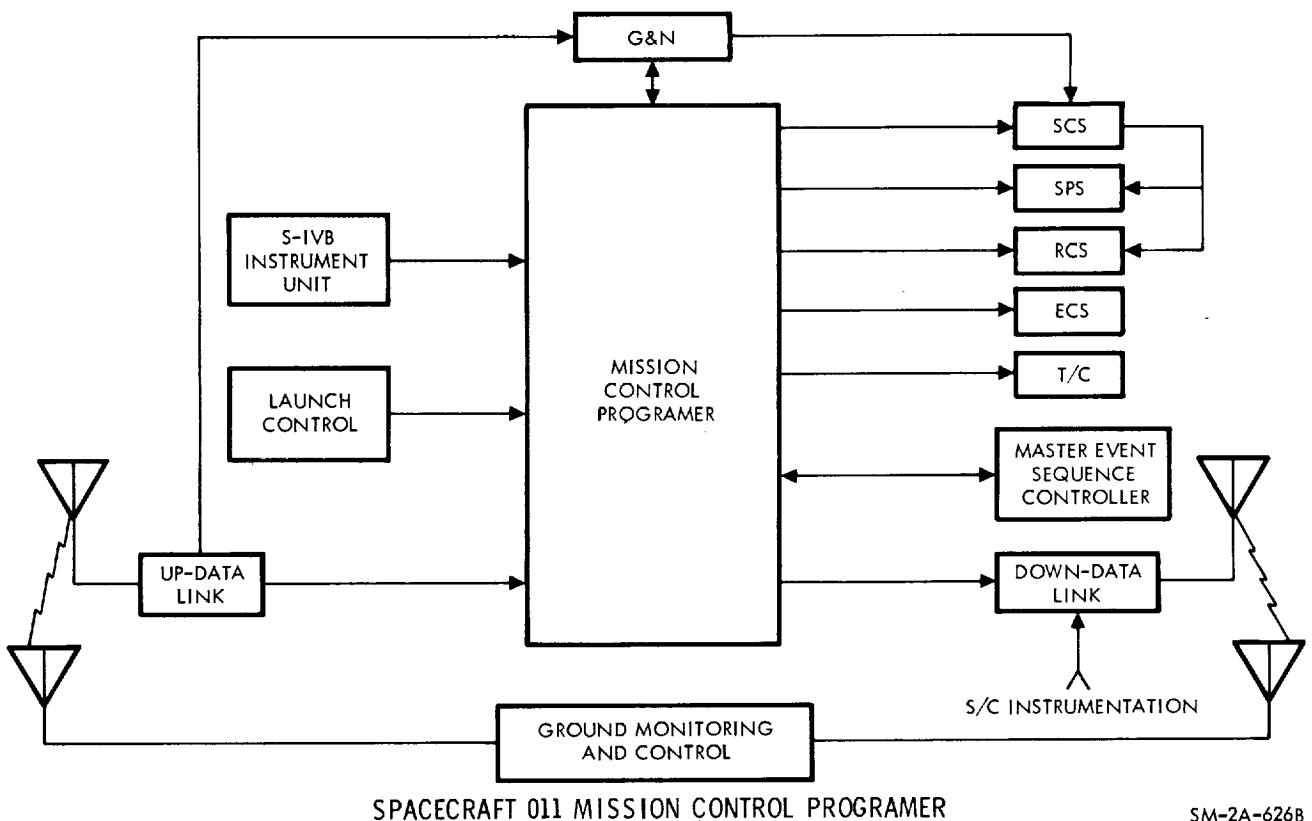 G&N
SCS
SPS
RCS
ECS
T/C
S-IVB
INSTRUMENT
UNIT
LAUNCH
CONTROL
MISSION
CONTROL
PROGRAMER
MASTER EVENT
SEQUENCE
CONTROLLER
UP-DATA
LINK
DOWN-DATA
LINK
S/C INSTRUMENTATION
GROUND MONITORING
AND CONTROL
SPACECRAFT 011 MISSION CONTROL PROGRAMER
SM-2A-626B